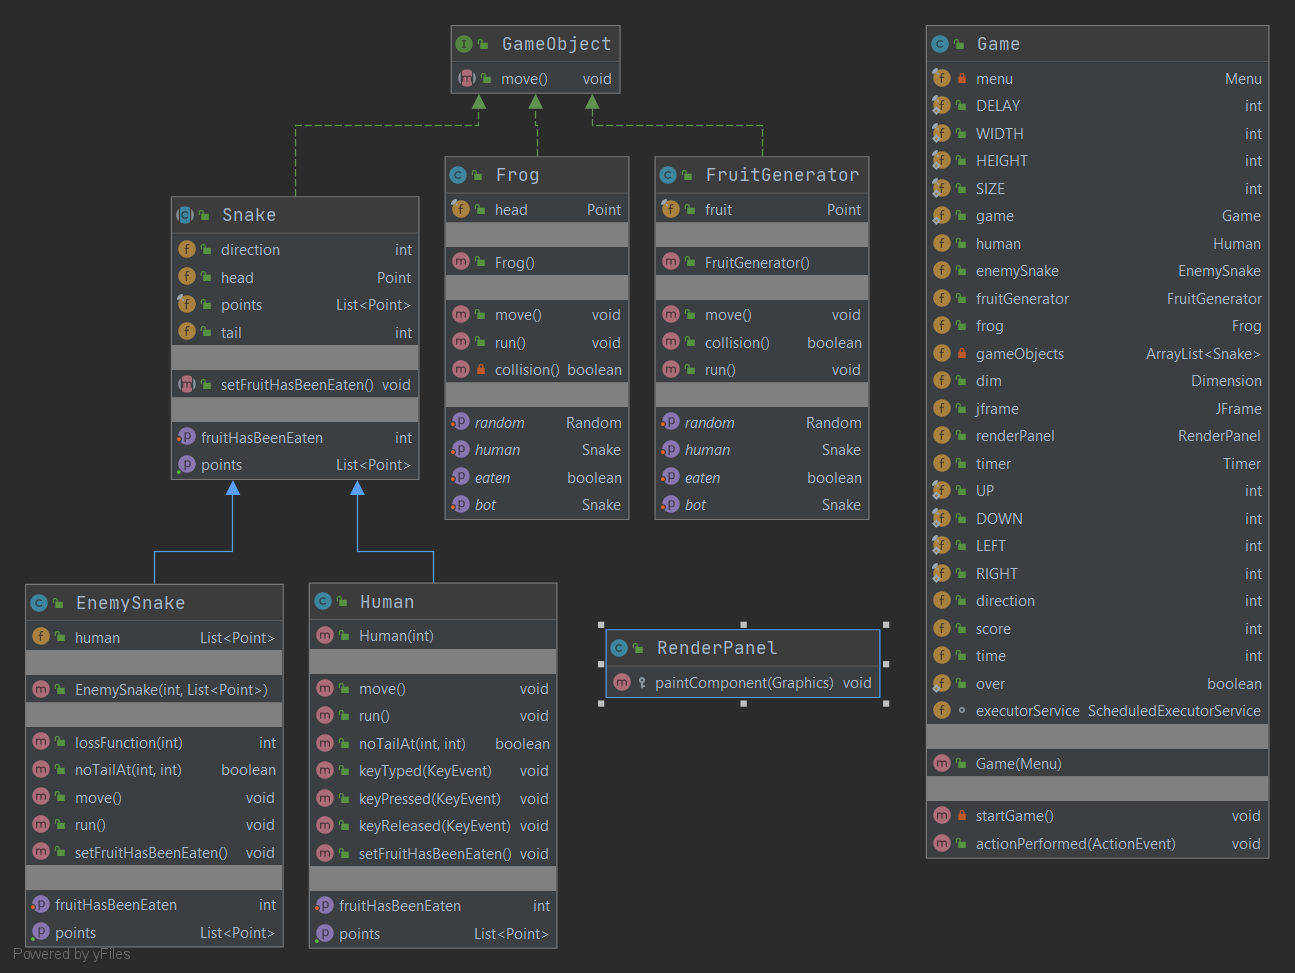 GameObject
move() void
Snake
direction int
head Point
points List<Point>
tail int
setFruitHasBeenEaten() void
fruitHasBeenEaten int
points List<Point>
Frog
head Point
Frog()
move() void
run() void
collision() boolean
random Random
human Snake
eaten boolean
bot Snake
FruitGenerator
fruit Point
FruitGenerator()
move() void
collision() boolean
run() void
random Random
human Snake
eaten boolean
bot Snake
Game
menu Menu
DELAY int
WIDTH int
HEIGHT int
SIZE int
game Game
human Human
enemySnake EnemySnake
fruitGenerator FruitGenerator
frog Frog
gameObjects ArrayList<Snake>
dim Dimension
jframe JFrame
renderPanel RenderPanel
timer Timer
UP int
DOWN int
LEFT int
RIGHT int
direction int
score int
time int
over boolean
executorService ScheduledExecutorService
Game(Menu)
startGame() void
actionPerformed(ActionEvent) void
EnemySnake
human List<Point>
EnemySnake(int, List<Point>)
lossFunction(int) int
noTailAt(int, int) boolean
move() void
run() void
setFruitHasBeenEaten() void
fruitHasBeenEaten int
points List<Point>
Human
Human(int)
move() void
run() void
noTailAt(int, int) boolean
keyTyped(KeyEvent) void
keyPressed(KeyEvent) void
keyReleased(KeyEvent) void
setFruitHasBeenEaten() void
fruitHasBeenEaten int
points List<Point>
RenderPanel
paintComponent(Graphics) void
Powered by yFiles